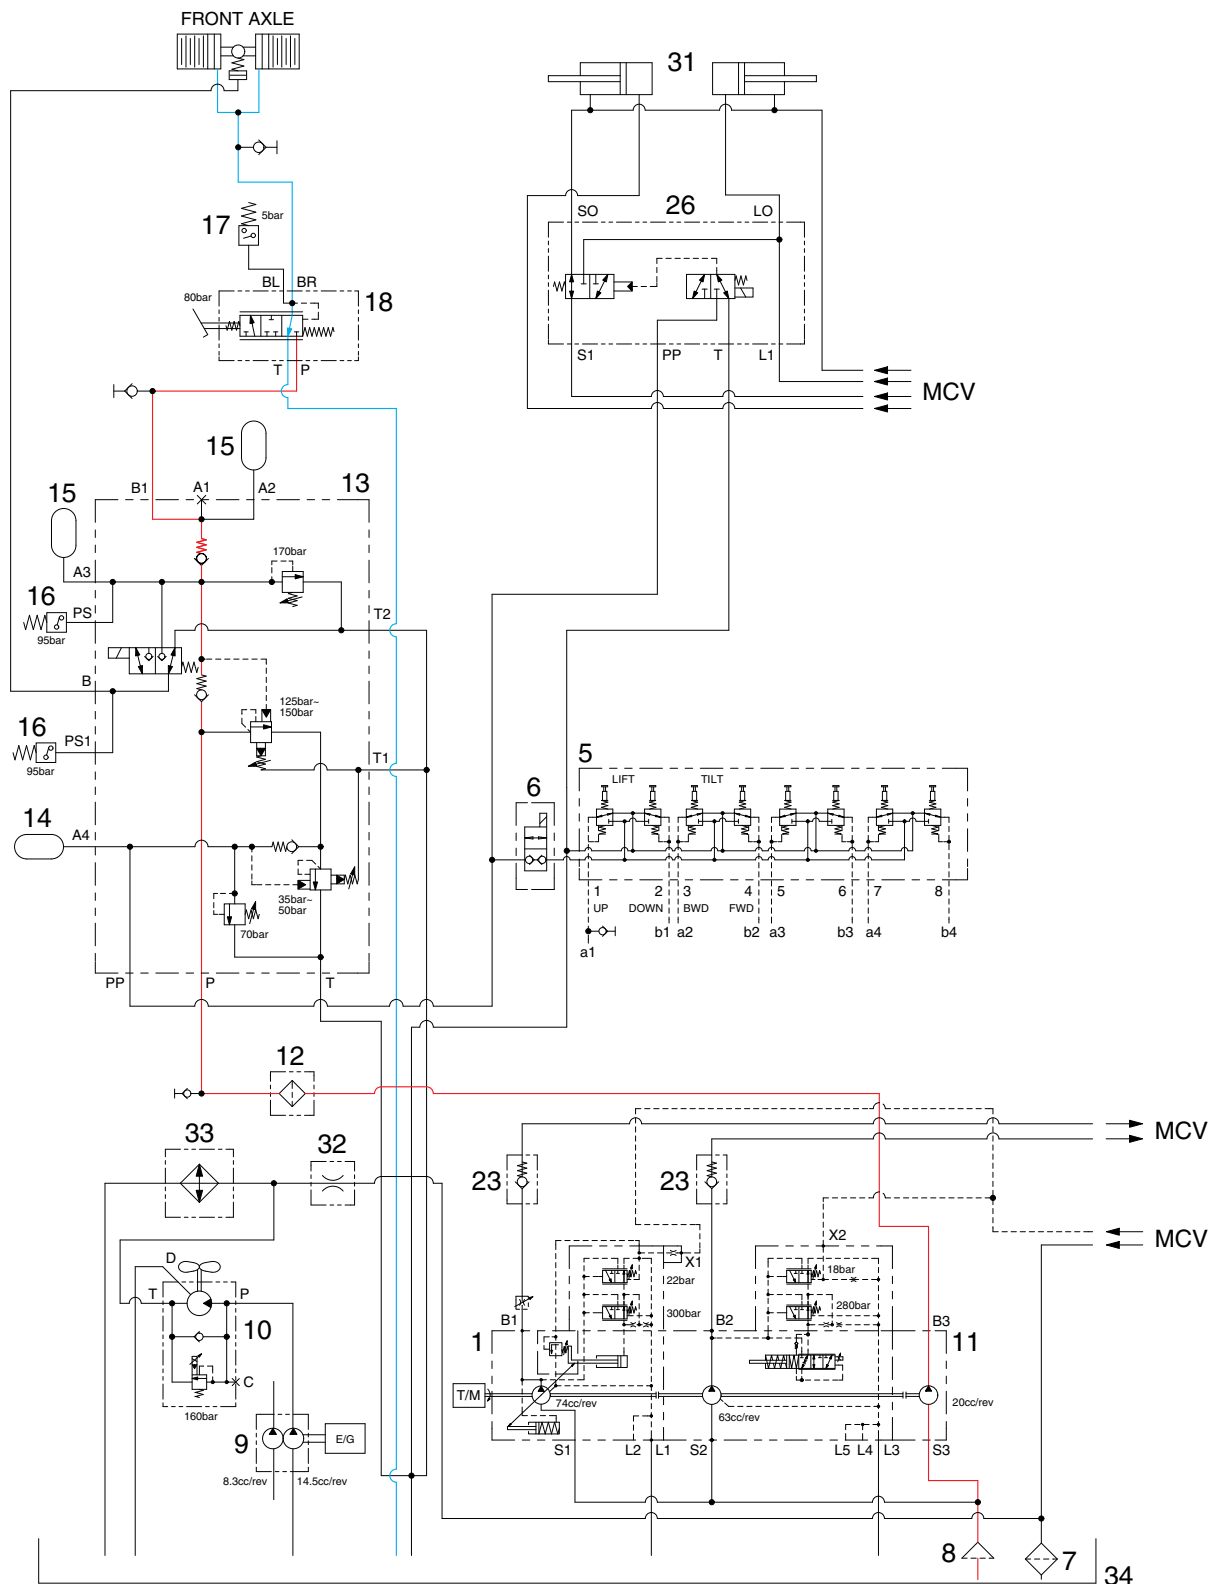 FRONT AXLE
31
17
5bar
26
SO
LO
BL
BR
80bar
18
S1
PP
T
L1
T
P
MCV
15
15
B1
A1
A2
13
170bar
A3
16
PS
95bar
T2
B
125bar~
150bar
16
PS1
95bar
T1
5
LIFT
TILT
6
14
A4
35bar~
50bar
70bar
1
2
3
4
5
6
7
8
UP
DOWN
BWD
FWD
a1
b1
a2
b2
a3
b3
a4
b4
PP
P
T
12
33
32
MCV
23
23
X2
MCV
D
X1
22bar
18bar
T
P
300bar
280bar
10
B1
B2
B3
1
11
C
160bar
T/M
74cc/rev
63cc/rev
20cc/rev
9
E/G
S1
L2
L1
S2
L5
L4
L3
S3
8.3cc/rev
14.5cc/rev
8
7
34